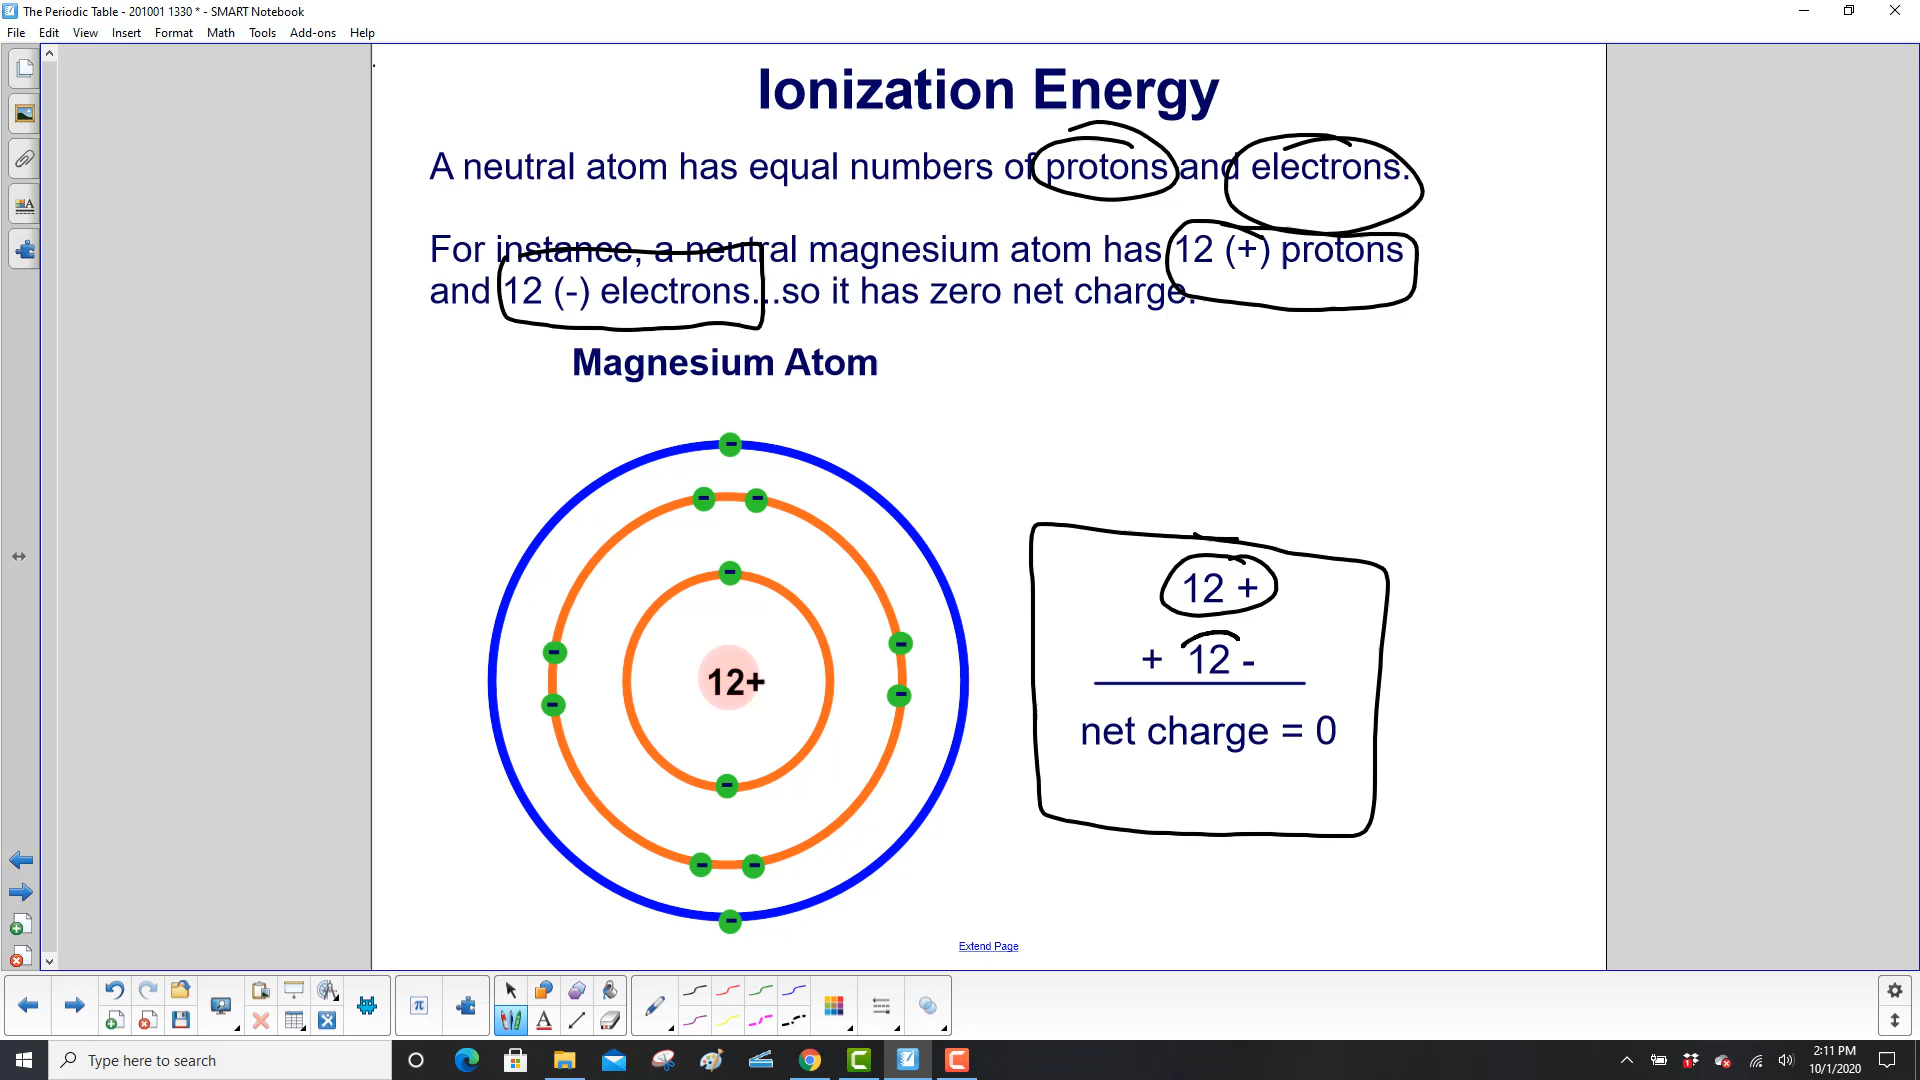 The Periodic Table - 201001 1330 * - SMART Notebook
File Edit View Insert Format Math Tools Add-ons Help
Ionization Energy
A neutral atom has equal numbers of protons and electrons.
For instance, a neutral magnesium atom has 12 (+) protons
and 12 (-) electrons...so it has zero net charge.
Magnesium Atom
12+
12 +
+ 12 -
net charge = 0
Extend Page
Type here to search
2:11 PM
10/1/2020